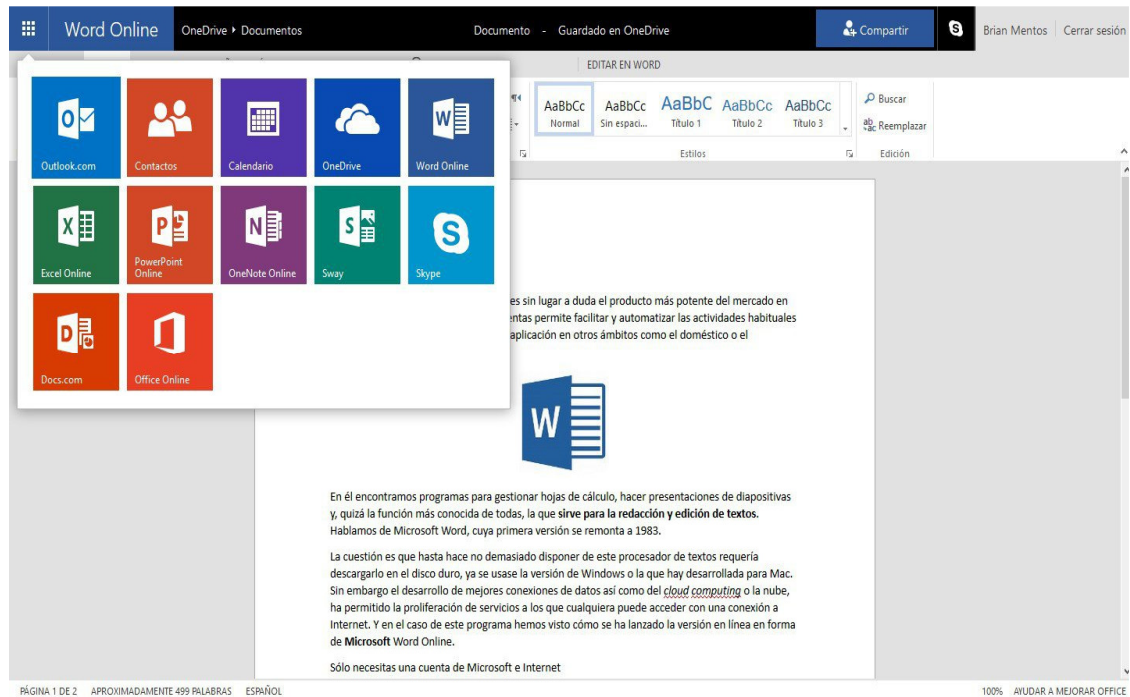 Word Online OneDrive ‣ Documentos Documento - Guardado en OneDrive Compartir Brian Mentos Cerrar sesión
EDITAR EN WORD
AaBbCc AaBbCc AaBbC AaBbCc AaBbCc
Normal Sin espaci... Título 1 Título 2 Título 3
Buscar
Reemplazar
Estilos Edición
Outlook.com Contactos Calendario OneDrive Word Online
Excel Online PowerPoint Online OneNote Online Sway Skype
Docs.com Office Online
es sin lugar a duda el producto más potente del mercado en
entas permite facilitar y automatizar las actividades habituales
aplicación en otros ámbitos como el doméstico o el
W
En él encontramos programas para gestionar hojas de cálculo, hacer presentaciones de diapositivas
y, quizá la función más conocida de todas, la que sirve para la redacción y edición de textos.
Hablamos de Microsoft Word, cuya primera versión se remonta a 1983.
La cuestión es que hasta hace no demasiado disponer de este procesador de textos requería
descargarlo en el disco duro, ya se usase la versión de Windows o la que hay desarrollada para Mac.
Sin embargo el desarrollo de mejores conexiones de datos así como del cloud computing o la nube,
ha permitido la proliferación de servicios a los que cualquiera puede acceder con una conexión a
Internet. Y en el caso de este programa hemos visto cómo se ha lanzado la versión en línea en forma
de Microsoft Word Online.
Sólo necesitas una cuenta de Microsoft e Internet
PÁGINA 1 DE 2 APROXIMADAMENTE 499 PALABRAS ESPAÑOL 100% AYUDAR A MEJORAR OFFICE